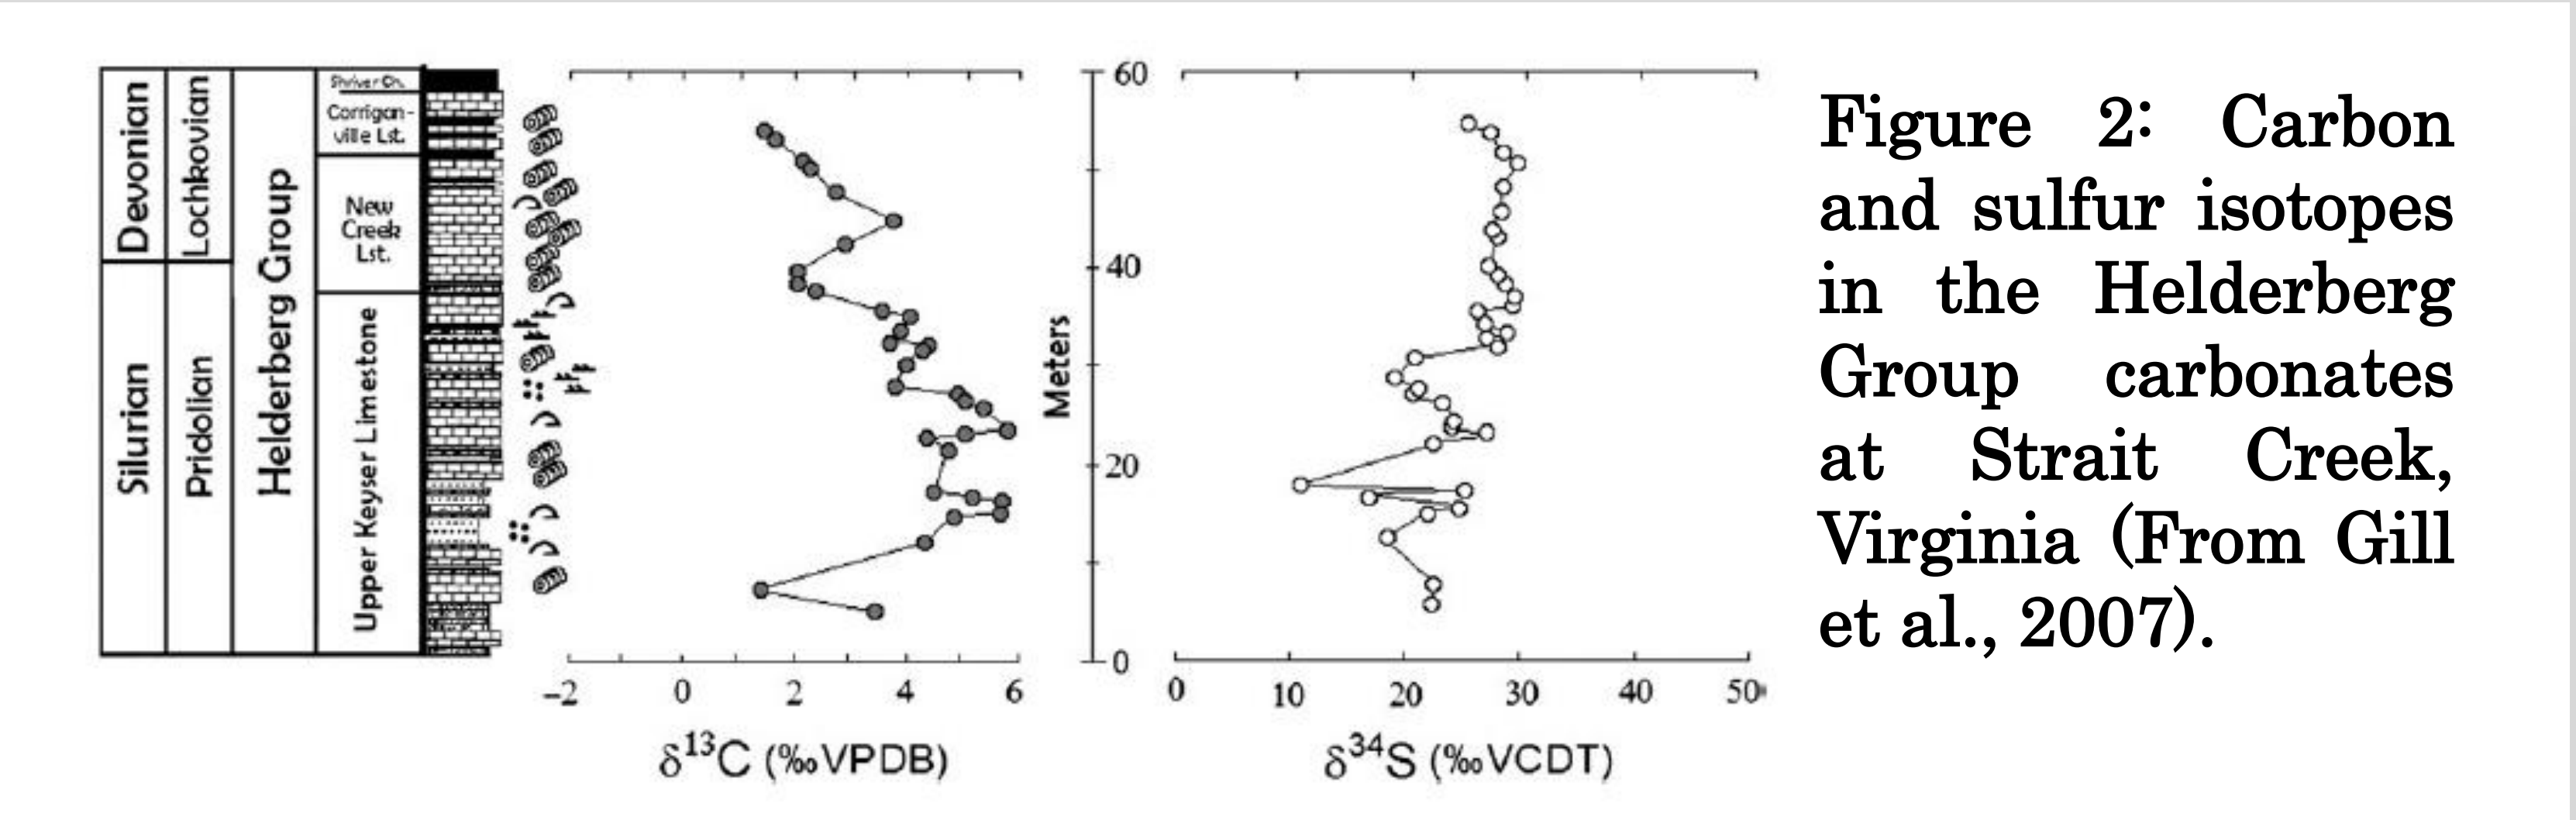 Devonian
Silurian
Lochkovian
Pridolian
Helderberg Group
Shriver Ch.
Corrigan-
ville Lst.
New
Creek
Lst.
Upper Keyser Limestone
-2 0 2 4 6
δ13C (‰VPDB)
60
40
20
0
Meters
0 10 20 30 40 50
δ34S (‰VCDT)
Figure 2: Carbon
and sulfur isotopes
in the Helderberg
Group carbonates
at Strait Creek,
Virginia (From Gill
et al., 2007).